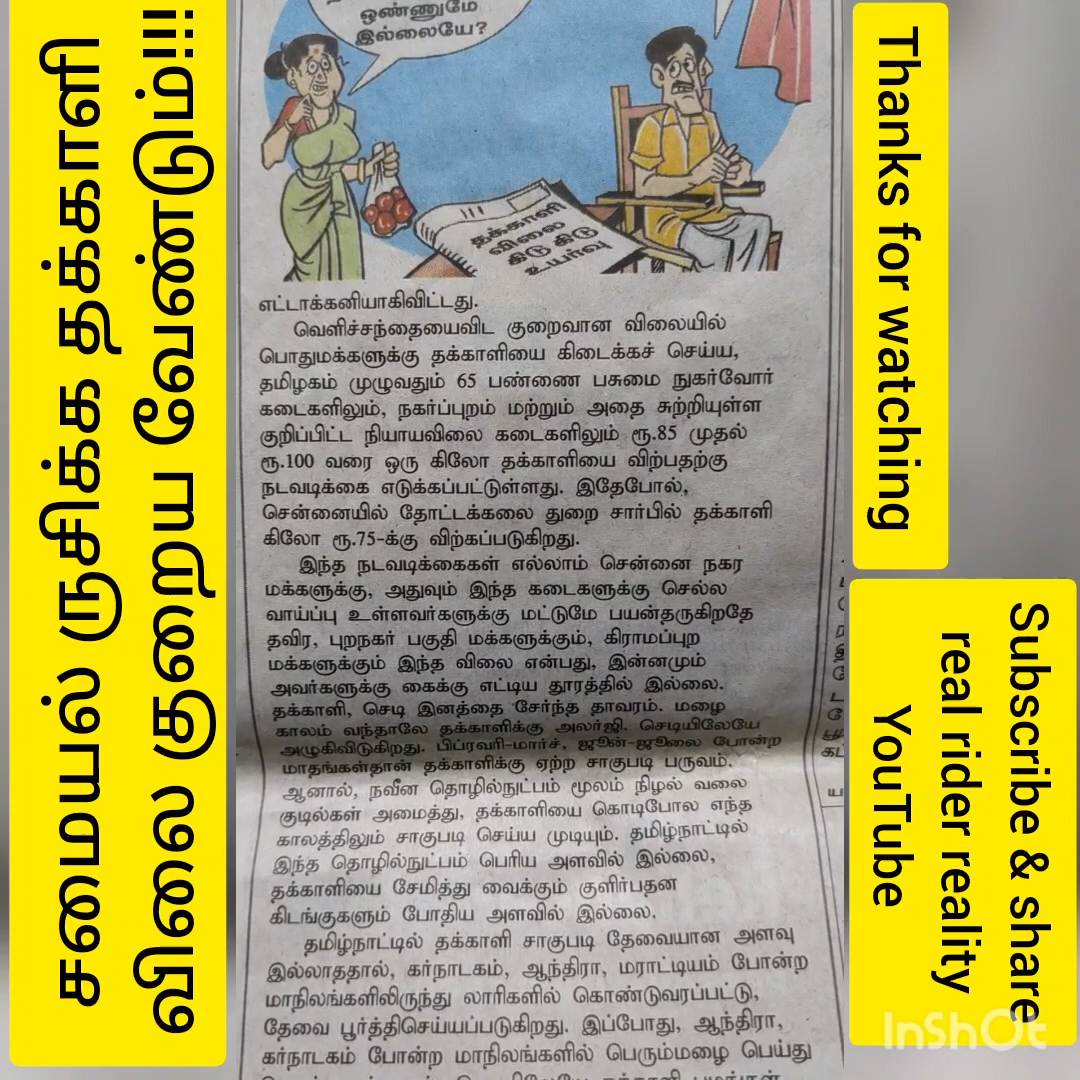 சமையல் ருசிக்க தக்காளி
விலை குறைய வேண்டும்!!!
ஒண்ணுமே
இல்லையே?
தக்காளி
விலை
கிடு கிடு
உயர்வு
எட்டாக்கனியாகிவிட்டது.
வெளிச்சந்தையைவிட குறைவான விலையில்
பொதுமக்களுக்கு தக்காளியை கிடைக்கச் செய்ய,
தமிழகம் முழுவதும் 65 பண்ணை பசுமை நுகர்வோர்
கடைகளிலும், நகர்ப்புறம் மற்றும் அதை சுற்றியுள்ள
குறிப்பிட்ட நியாயவிலை கடைகளிலும் ரூ.85 முதல்
ரூ.100 வரை ஒரு கிலோ தக்காளியை விற்பதற்கு
நடவடிக்கை எடுக்கப்பட்டுள்ளது. இதேபோல்,
சென்னையில் தோட்டக்கலை துறை சார்பில் தக்காளி
கிலோ ரூ.75-க்கு விற்கப்படுகிறது.
இந்த நடவடிக்கைகள் எல்லாம் சென்னை நகர
மக்களுக்கு, அதுவும் இந்த கடைகளுக்கு செல்ல
வாய்ப்பு உள்ளவர்களுக்கு மட்டுமே பயன்தருகிறதே
தவிர, புறநகர் பகுதி மக்களுக்கும், கிராமப்புற
மக்களுக்கும் இந்த விலை என்பது, இன்னமும்
அவர்களுக்கு கைக்கு எட்டிய தூரத்தில் இல்லை.
தக்காளி, செடி இனத்தை சேர்ந்த தாவரம். மழை
காலம் வந்தாலே தக்காளிக்கு அலர்ஜி. செடியிலேயே
அழுகிவிடுகிறது. பிப்ரவரி-மார்ச், ஜூன்-ஜூலை போன்ற
மாதங்கள்தான் தக்காளிக்கு ஏற்ற சாகுபடி பருவம்.
ஆனால், நவீன தொழில்நுட்பம் மூலம் நிழல் வலை
குடில்கள் அமைத்து, தக்காளியை கொடிபோல எந்த
காலத்திலும் சாகுபடி செய்ய முடியும். தமிழ்நாட்டில்
இந்த தொழில்நுட்பம் பெரிய அளவில் இல்லை,
தக்காளியை சேமித்து வைக்கும் குளிர்பதன
கிடங்குகளும் போதிய அளவில் இல்லை.
தமிழ்நாட்டில் தக்காளி சாகுபடி தேவையான அளவு
இல்லாததால், கர்நாடகம், ஆந்திரா, மராட்டியம் போன்ற
மாநிலங்களிலிருந்து லாரிகளில் கொண்டுவரப்பட்டு,
தேவை பூர்த்திசெய்யப்படுகிறது. இப்போது, ஆந்திரா,
கர்நாடகம் போன்ற மாநிலங்களில் பெரும்மழை பெய்து
Thanks for watching
Subscribe & share
real rider reality
YouTube
InShOt